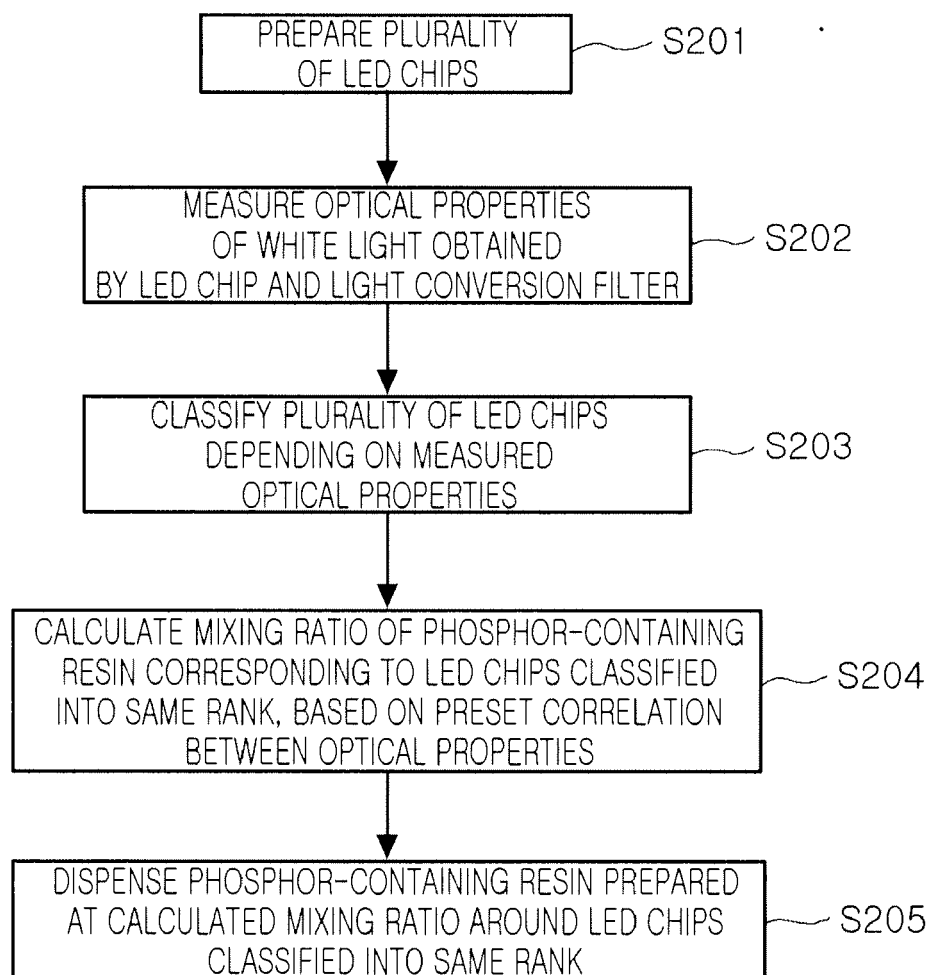 PREPARE PLURALITY
OF LED CHIPS
S201
MEASURE OPTICAL PROPERTIES
OF WHITE LIGHT OBTAINED
BY LED CHIP AND LIGHT CONVERSION FILTER
S202
CLASSIFY PLURALITY OF LED CHIPS
DEPENDING ON MEASURED
OPTICAL PROPERTIES
S203
CALCULATE MIXING RATIO OF PHOSPHOR-CONTAINING
RESIN CORRESPONDING TO LED CHIPS CLASSIFIED
INTO SAME RANK, BASED ON PRESET CORRELATION
BETWEEN OPTICAL PROPERTIES
S204
DISPENSE PHOSPHOR-CONTAINING RESIN PREPARED
AT CALCULATED MIXING RATIO AROUND LED CHIPS
CLASSIFIED INTO SAME RANK
S205